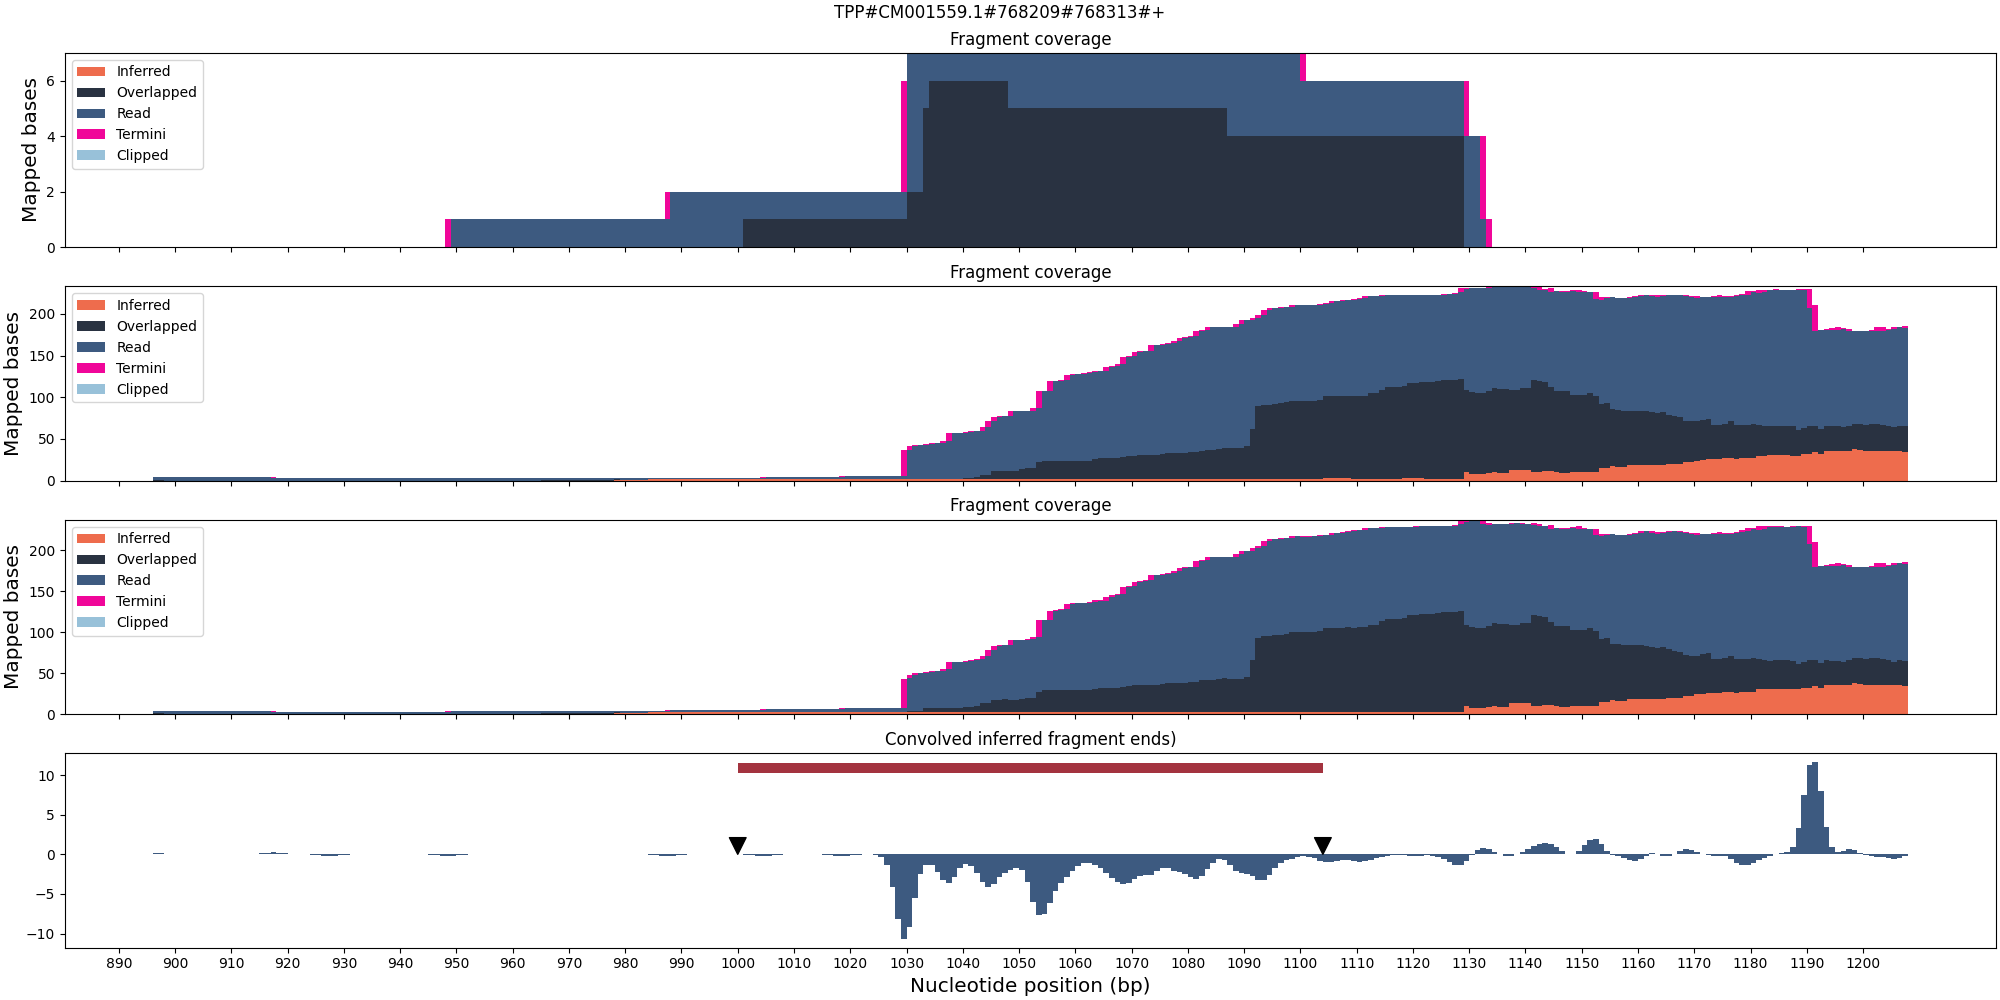 TPP#CM001559.1#768209#768313#+
Fragment coverage
Mapped bases
6
4
2
0
Inferred
Overlapped
Read
Termini
Clipped
Fragment coverage
Mapped bases
200
150
100
50
0
Inferred
Overlapped
Read
Termini
Clipped
Fragment coverage
Mapped bases
200
150
100
50
0
Inferred
Overlapped
Read
Termini
Clipped
Convolved inferred fragment ends)
10
5
0
−5
−10
890 900 910 920 930 940 950 960 970 980 990 1000 1010 1020 1030 1040 1050 1060 1070 1080 1090 1100 1110 1120 1130 1140 1150 1160 1170 1180 1190 1200
Nucleotide position (bp)